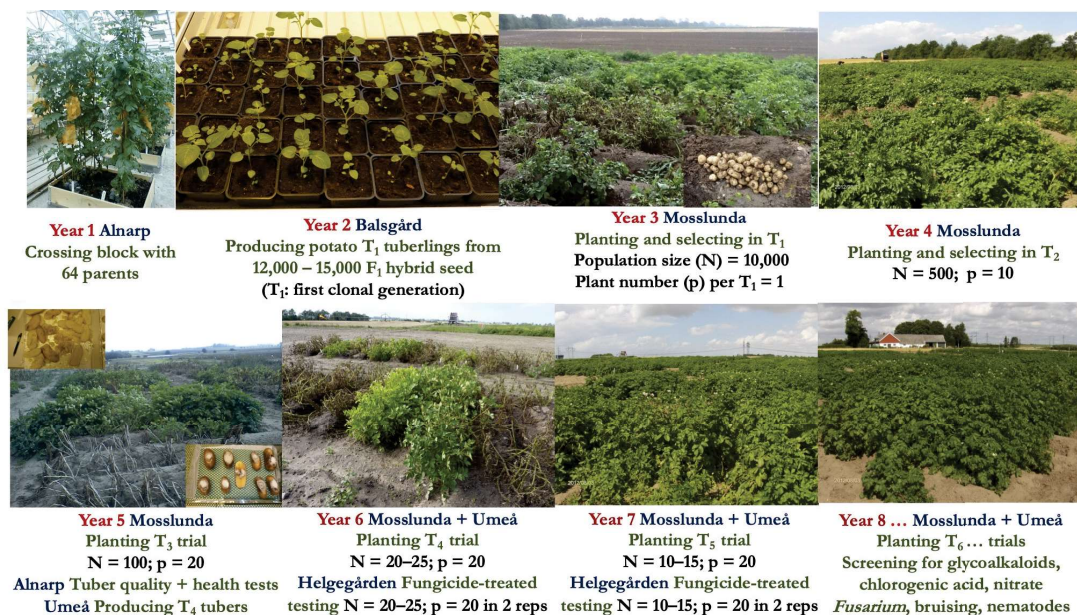 Year 1 Alnarp
Crossing block with
64 parents
Year 2 Balsgård
Producing potato T₁ tuberlings from
12,000 – 15,000 F₁ hybrid seed
(T₁: first clonal generation)
Year 3 Mosslunda
Planting and selecting in T₁
Population size (N) = 10,000
Plant number (p) per T₁ = 1
Year 4 Mosslunda
Planting and selecting in T₂
N = 500; p = 10
Year 5 Mosslunda
Planting T₃ trial
N = 100; p = 20
Alnarp Tuber quality + health tests
Umeå Producing T₄ tubers
Year 6 Mosslunda + Umeå
Planting T₄ trial
N = 20–25; p = 20
Helgegården Fungicide-treated
testing N = 20–25; p = 20 in 2 reps
Year 7 Mosslunda + Umeå
Planting T₅ trial
N = 10–15; p = 20
Helgegården Fungicide-treated
testing N = 10–15; p = 20 in 2 reps
Year 8 ... Mosslunda + Umeå
Planting T₆ ... trials
Screening for glycoalkaloids,
chlorogenic acid, nitrate
Fusarium, bruising, nematodes